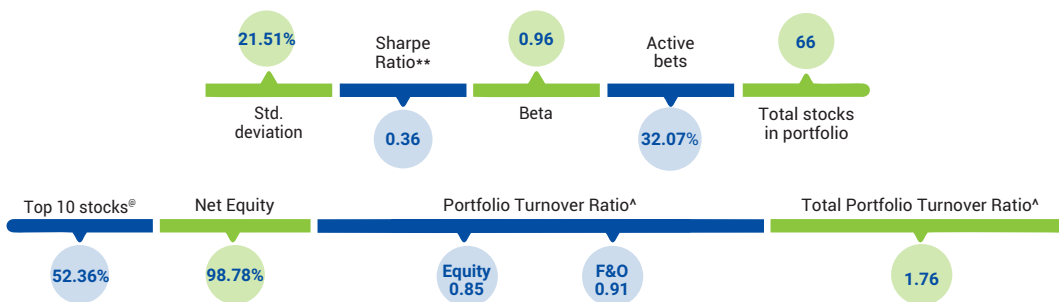 21.51%
Std.
deviation
Sharpe
Ratio**
0.36
0.96
Beta
Active
bets
32.07%
66
Total stocks
in portfolio
Top 10 stocks@
52.36%
Net Equity
98.78%
Portfolio Turnover Ratio^
Equity
0.85
F&O
0.91
Total Portfolio Turnover Ratio^
1.76